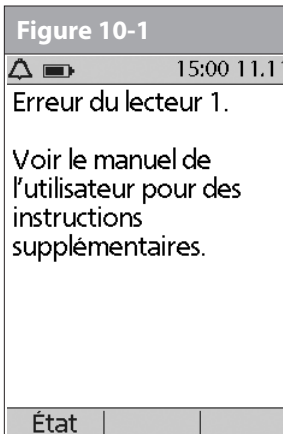 Figure 10-1
15:00 11.11
Erreur du lecteur 1.
Voir le manuel de
l'utilisateur pour des
instructions
supplémentaires.
État